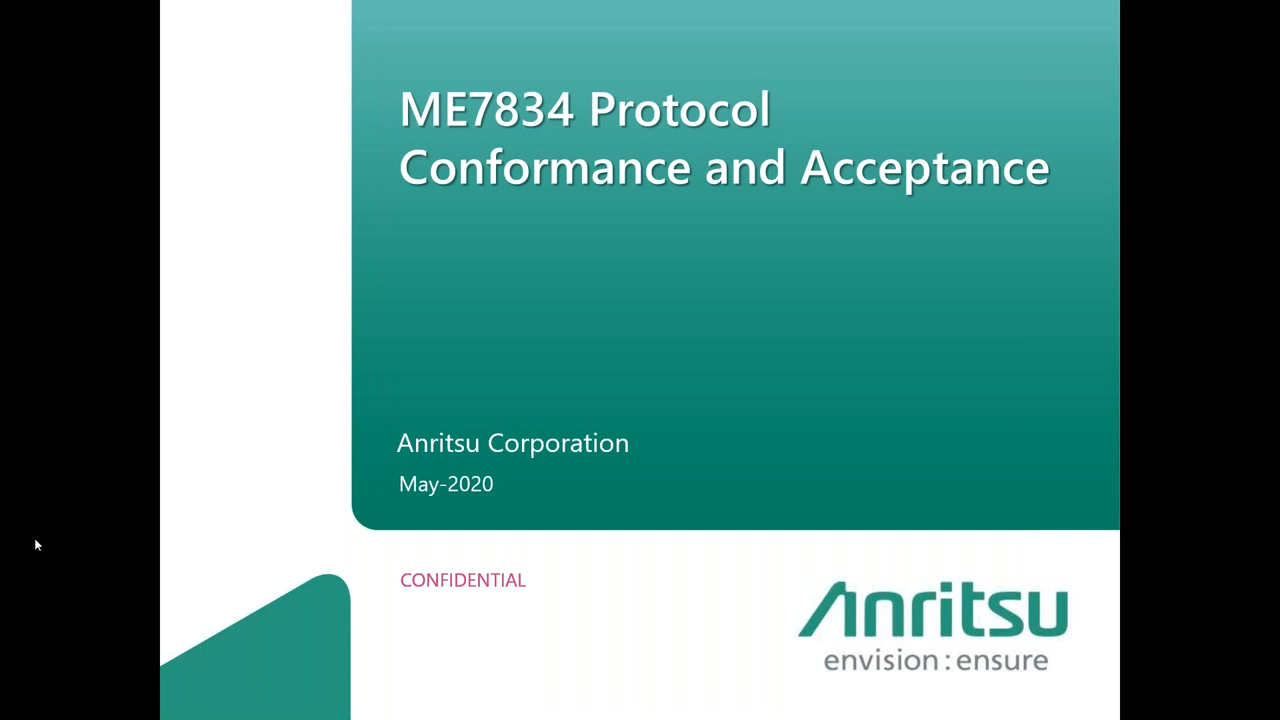 ME7834 Protocol
Conformance and Acceptance
Anritsu Corporation
May-2020
CONFIDENTIAL
Anritsu
envision : ensure